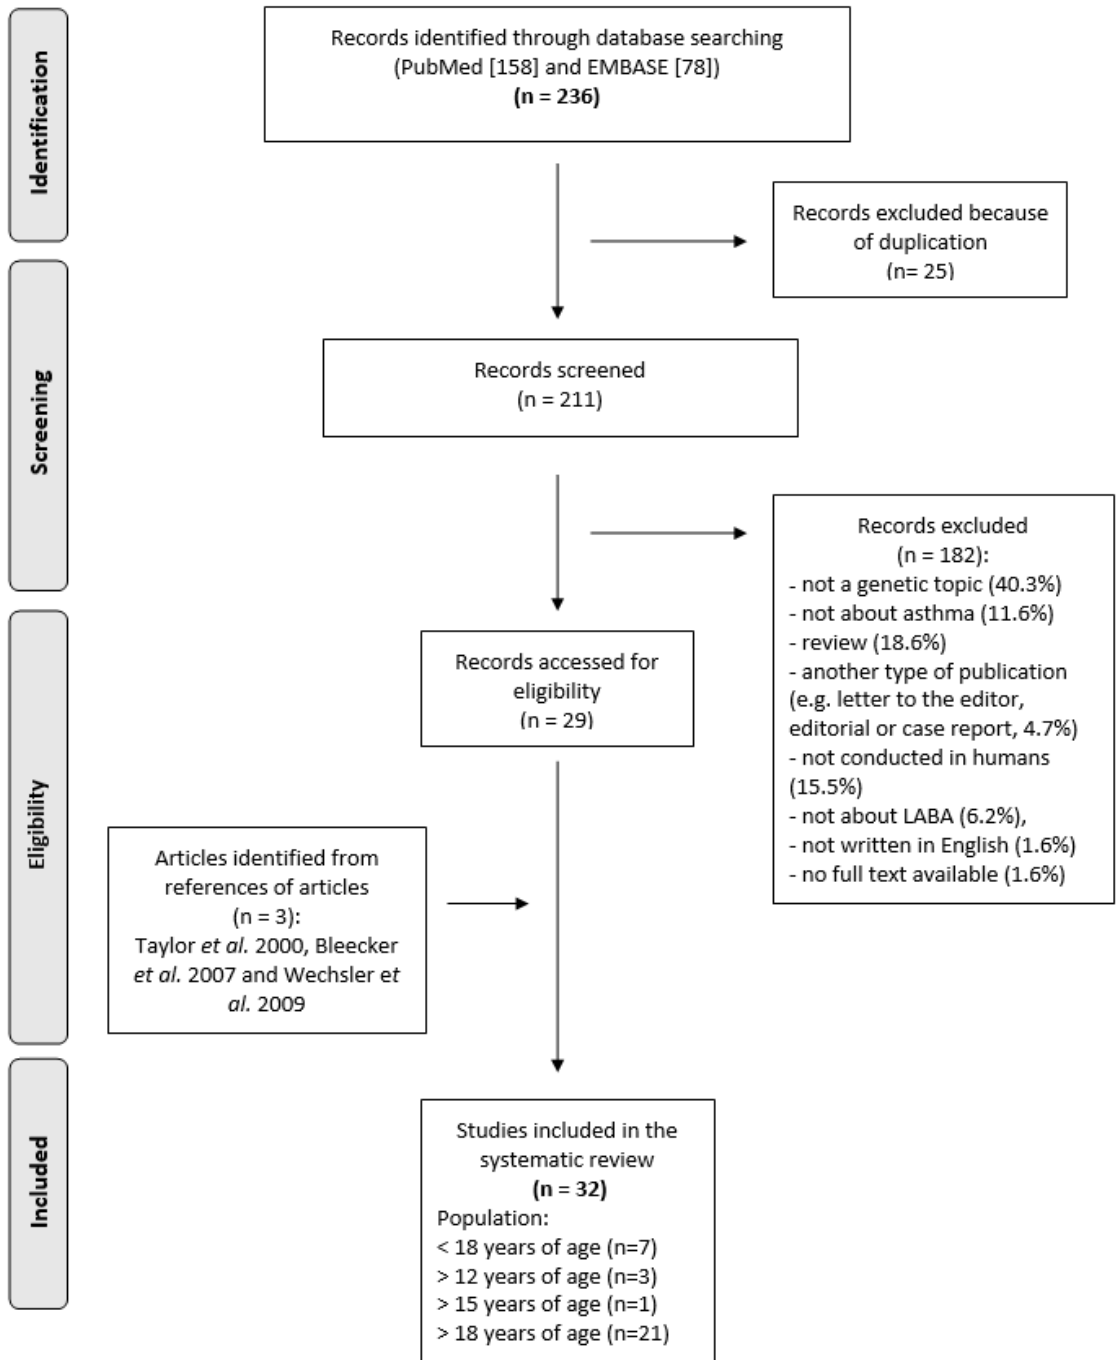 Identification
Records identified through database searching
(PubMed [158] and EMBASE [78])
(n = 236)
Records excluded because
of duplication
(n= 25)
Screening
Records screened
(n = 211)
Records excluded
(n = 182):
- not a genetic topic (40.3%)
- not about asthma (11.6%)
- review (18.6%)
- another type of publication
(e.g. letter to the editor,
editorial or case report, 4.7%)
- not conducted in humans
(15.5%)
- not about LABA (6.2%),
- not written in English (1.6%)
- no full text available (1.6%)
Eligibility
Records accessed for
eligibility
(n = 29)
Articles identified from
references of articles
(n = 3):
Taylor et al. 2000, Bleecker
et al. 2007 and Wechsler et
al. 2009
Included
Studies included in the
systematic review
(n = 32)
Population:
< 18 years of age (n=7)
> 12 years of age (n=3)
> 15 years of age (n=1)
> 18 years of age (n=21)